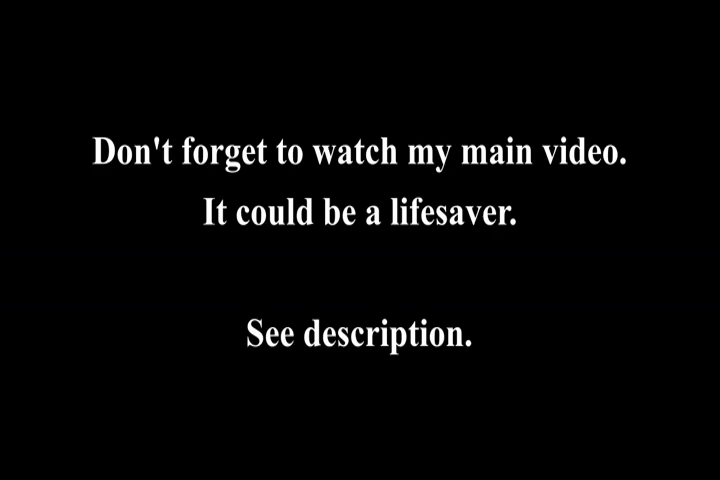 Don't forget to watch my main video.
It could be a lifesaver.
See description.